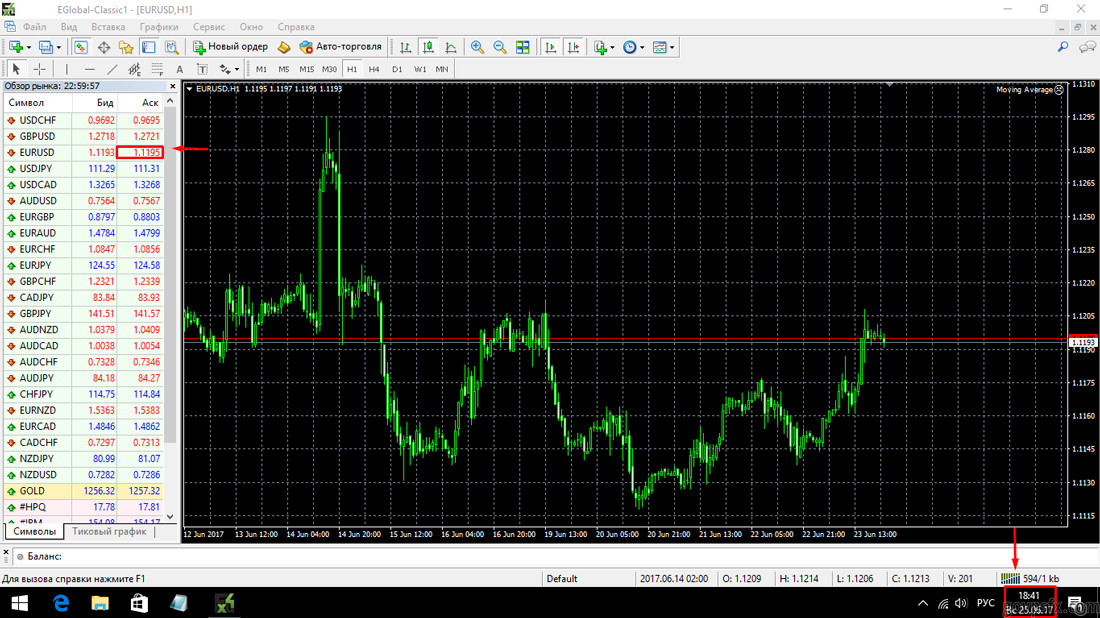 EGlobal-Classic1 - [EURUSD,H1]
Файл Вид Вставка Графики Сервис Окно Справка
Новый ордер Авто-торговля
A T M1 M5 M15 M30 H1 H4 D1 W1 MN
Обзор рынка: 22:59:57
Символ Бид Аск
USDCHF 0.9692 0.9695
GBPUSD 1.2718 1.2721
EURUSD 1.1193 1.1195
USDJPY 111.29 111.31
USDCAD 1.3265 1.3268
AUDUSD 0.7564 0.7567
EURGBP 0.8797 0.8803
EURAUD 1.4784 1.4799
EURCHF 1.0847 1.0856
EURJPY 124.55 124.58
GBPCHF 1.2321 1.2339
CADJPY 83.84 83.93
GBPJPY 141.51 141.57
AUDNZD 1.0379 1.0409
AUDCAD 1.0038 1.0054
AUDCHF 0.7328 0.7346
AUDJPY 84.18 84.27
CHFJPY 114.75 114.84
EURNZD 1.5363 1.5383
EURCAD 1.4846 1.4862
CADCHF 0.7297 0.7313
NZDJPY 80.99 81.07
NZDUSD 0.7282 0.7286
GOLD 1256.32 1257.32
#HPQ 17.78 17.81
#IBM 154.08 154.17
Символы Тиковый график
EURUSD,H1 1.1195 1.1197 1.1191 1.1193
Moving Average
1.1310
1.1295
1.1280
1.1265
1.1250
1.1235
1.1220
1.1205
1.1193
1.1190
1.1175
1.1160
1.1145
1.1130
1.1115
12 Jun 2017 13 Jun 12:00 14 Jun 04:00 14 Jun 20:00 15 Jun 12:00 16 Jun 04:00 16 Jun 20:00 19 Jun 13:00 20 Jun 05:00 20 Jun 21:00 21 Jun 13:00 22 Jun 05:00 22 Jun 21:00 23 Jun 13:00
Баланс:
Для вызова справки нажмите F1 Default 2017.06.14 02:00 O: 1.1209 H: 1.1214 L: 1.1206 C: 1.1213 V: 201 594/1 kb
РУС 18:41
Вс 25.06.17